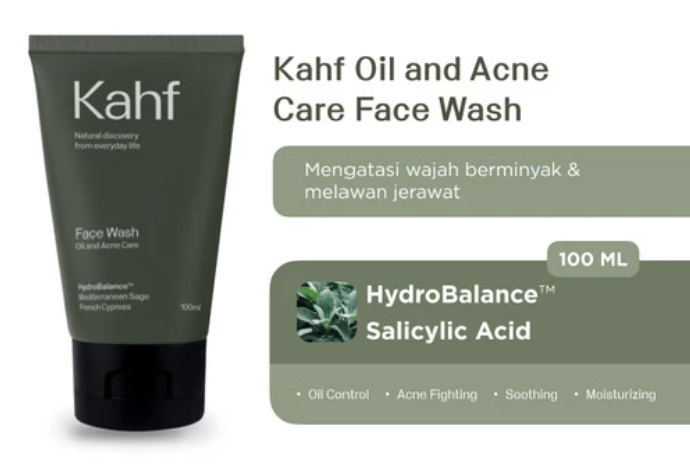 Kahf
Natural discovery
from everyday life
Face Wash
Oil and Acne Care
HydroBalance™
Mediterranean Sage
French Cypress
100ml
Kahf Oil and Acne
Care Face Wash
Mengatasi wajah berminyak &
melawan jerawat
100 ML
HydroBalance™
Salicylic Acid
• Oil Control • Acne Fighting • Soothing • Moisturizing